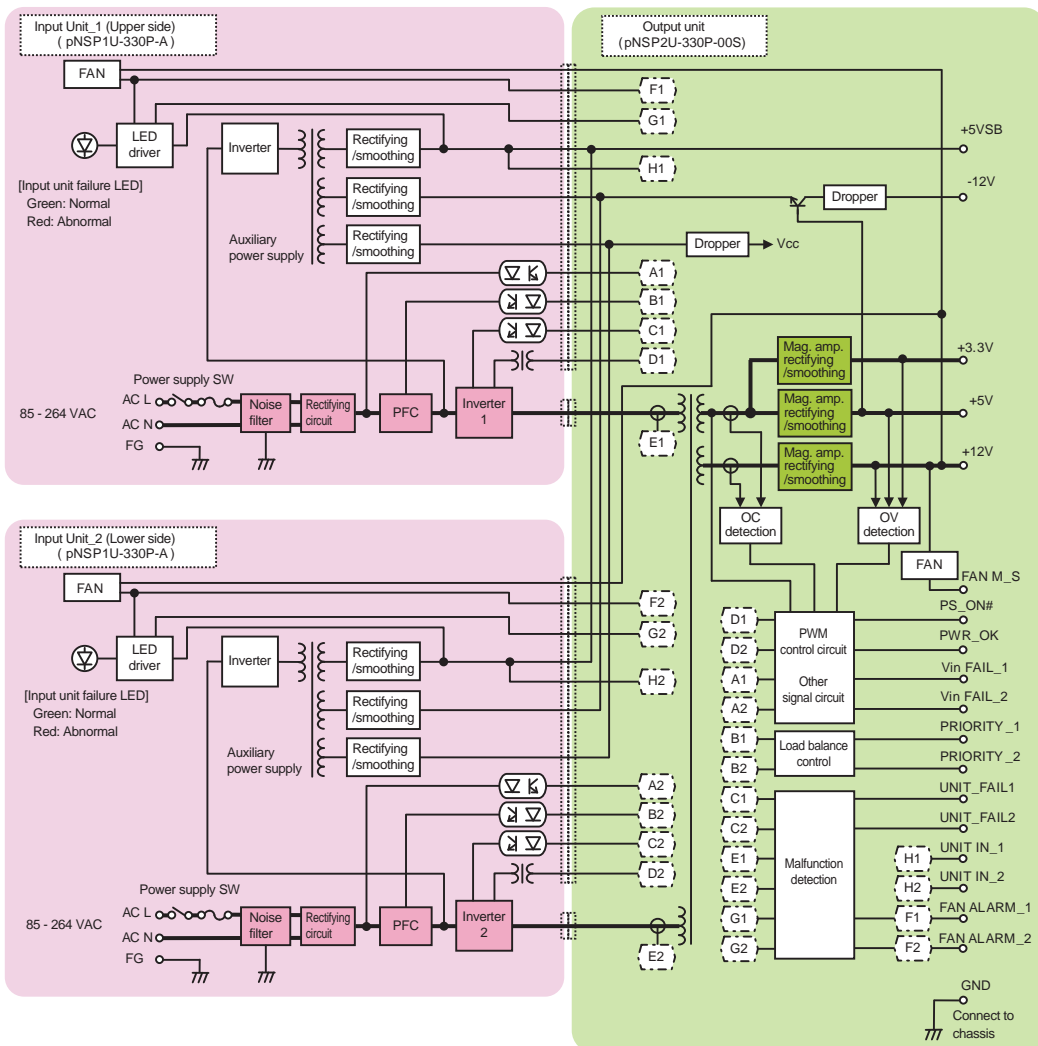 Input Unit_1 (Upper side)
( pNSP1U-330P-A )
FAN
LED
driver
[Input unit failure LED]
Green: Normal
Red: Abnormal
Inverter
Rectifying
/smoothing
Rectifying
/smoothing
Rectifying
/smoothing
Auxiliary
power supply
Power supply SW
85 - 264 VAC
AC L
AC N
FG
Noise
filter
Rectifying
circuit
PFC
Inverter
1
Input Unit_2 (Lower side)
( pNSP1U-330P-A )
FAN
LED
driver
[Input unit failure LED]
Green: Normal
Red: Abnormal
Inverter
Rectifying
/smoothing
Rectifying
/smoothing
Rectifying
/smoothing
Auxiliary
power supply
Power supply SW
85 - 264 VAC
AC L
AC N
FG
Noise
filter
Rectifying
circuit
PFC
Inverter
2
Output unit
(pNSP2U-330P-00S)
F1
G1
H1
+5VSB
-12V
Dropper
Dropper
Vcc
A1
B1
C1
D1
E1
Mag. amp.
rectifying
/smoothing
+3.3V
Mag. amp.
rectifying
/smoothing
+5V
Mag. amp.
rectifying
/smoothing
+12V
OC
detection
OV
detection
FAN
FAN M_S
F2
G2
H2
A2
B2
C2
D2
E2
D1
D2
A1
A2
PWM
control circuit
Other
signal circuit
PS_ON#
PWR_OK
Vin FAIL_1
Vin FAIL_2
B1
B2
Load balance
control
PRIORITY_1
PRIORITY_2
C1
C2
E1
E2
G1
G2
Malfunction
detection
UNIT_FAIL1
UNIT_FAIL2
H1
UNIT IN_1
H2
UNIT IN_2
F1
FAN ALARM_1
F2
FAN ALARM_2
GND
Connect to
chassis